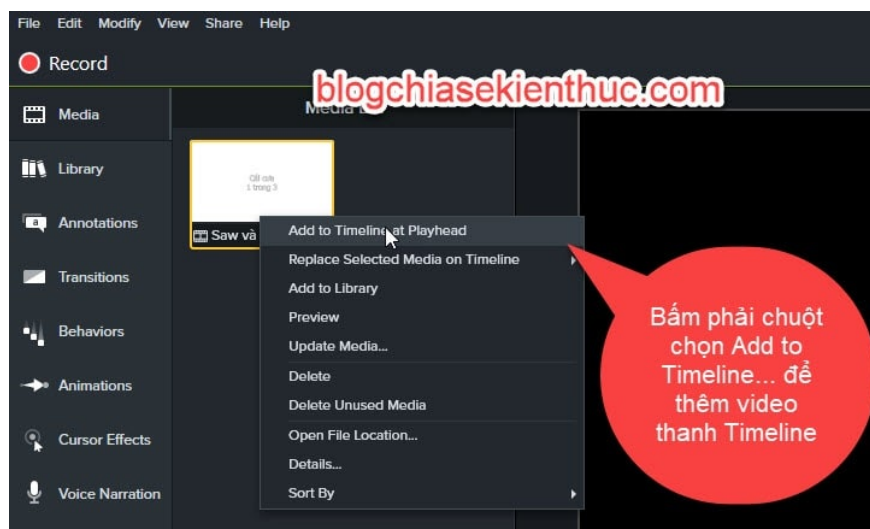 File Edit Modify View Share Help
Record
blogchiasekienthuc.com
Media
Library
Annotations
Transitions
Behaviors
Animations
Cursor Effects
Voice Narration
1 trong 3
Saw và
Add to Timeline at Playhead
Replace Selected Media on Timeline
Add to Library
Preview
Update Media...
Delete
Delete Unused Media
Open File Location...
Details...
Sort By
Bấm phải chuột
chọn Add to
Timeline... để
thêm video
thanh Timeline